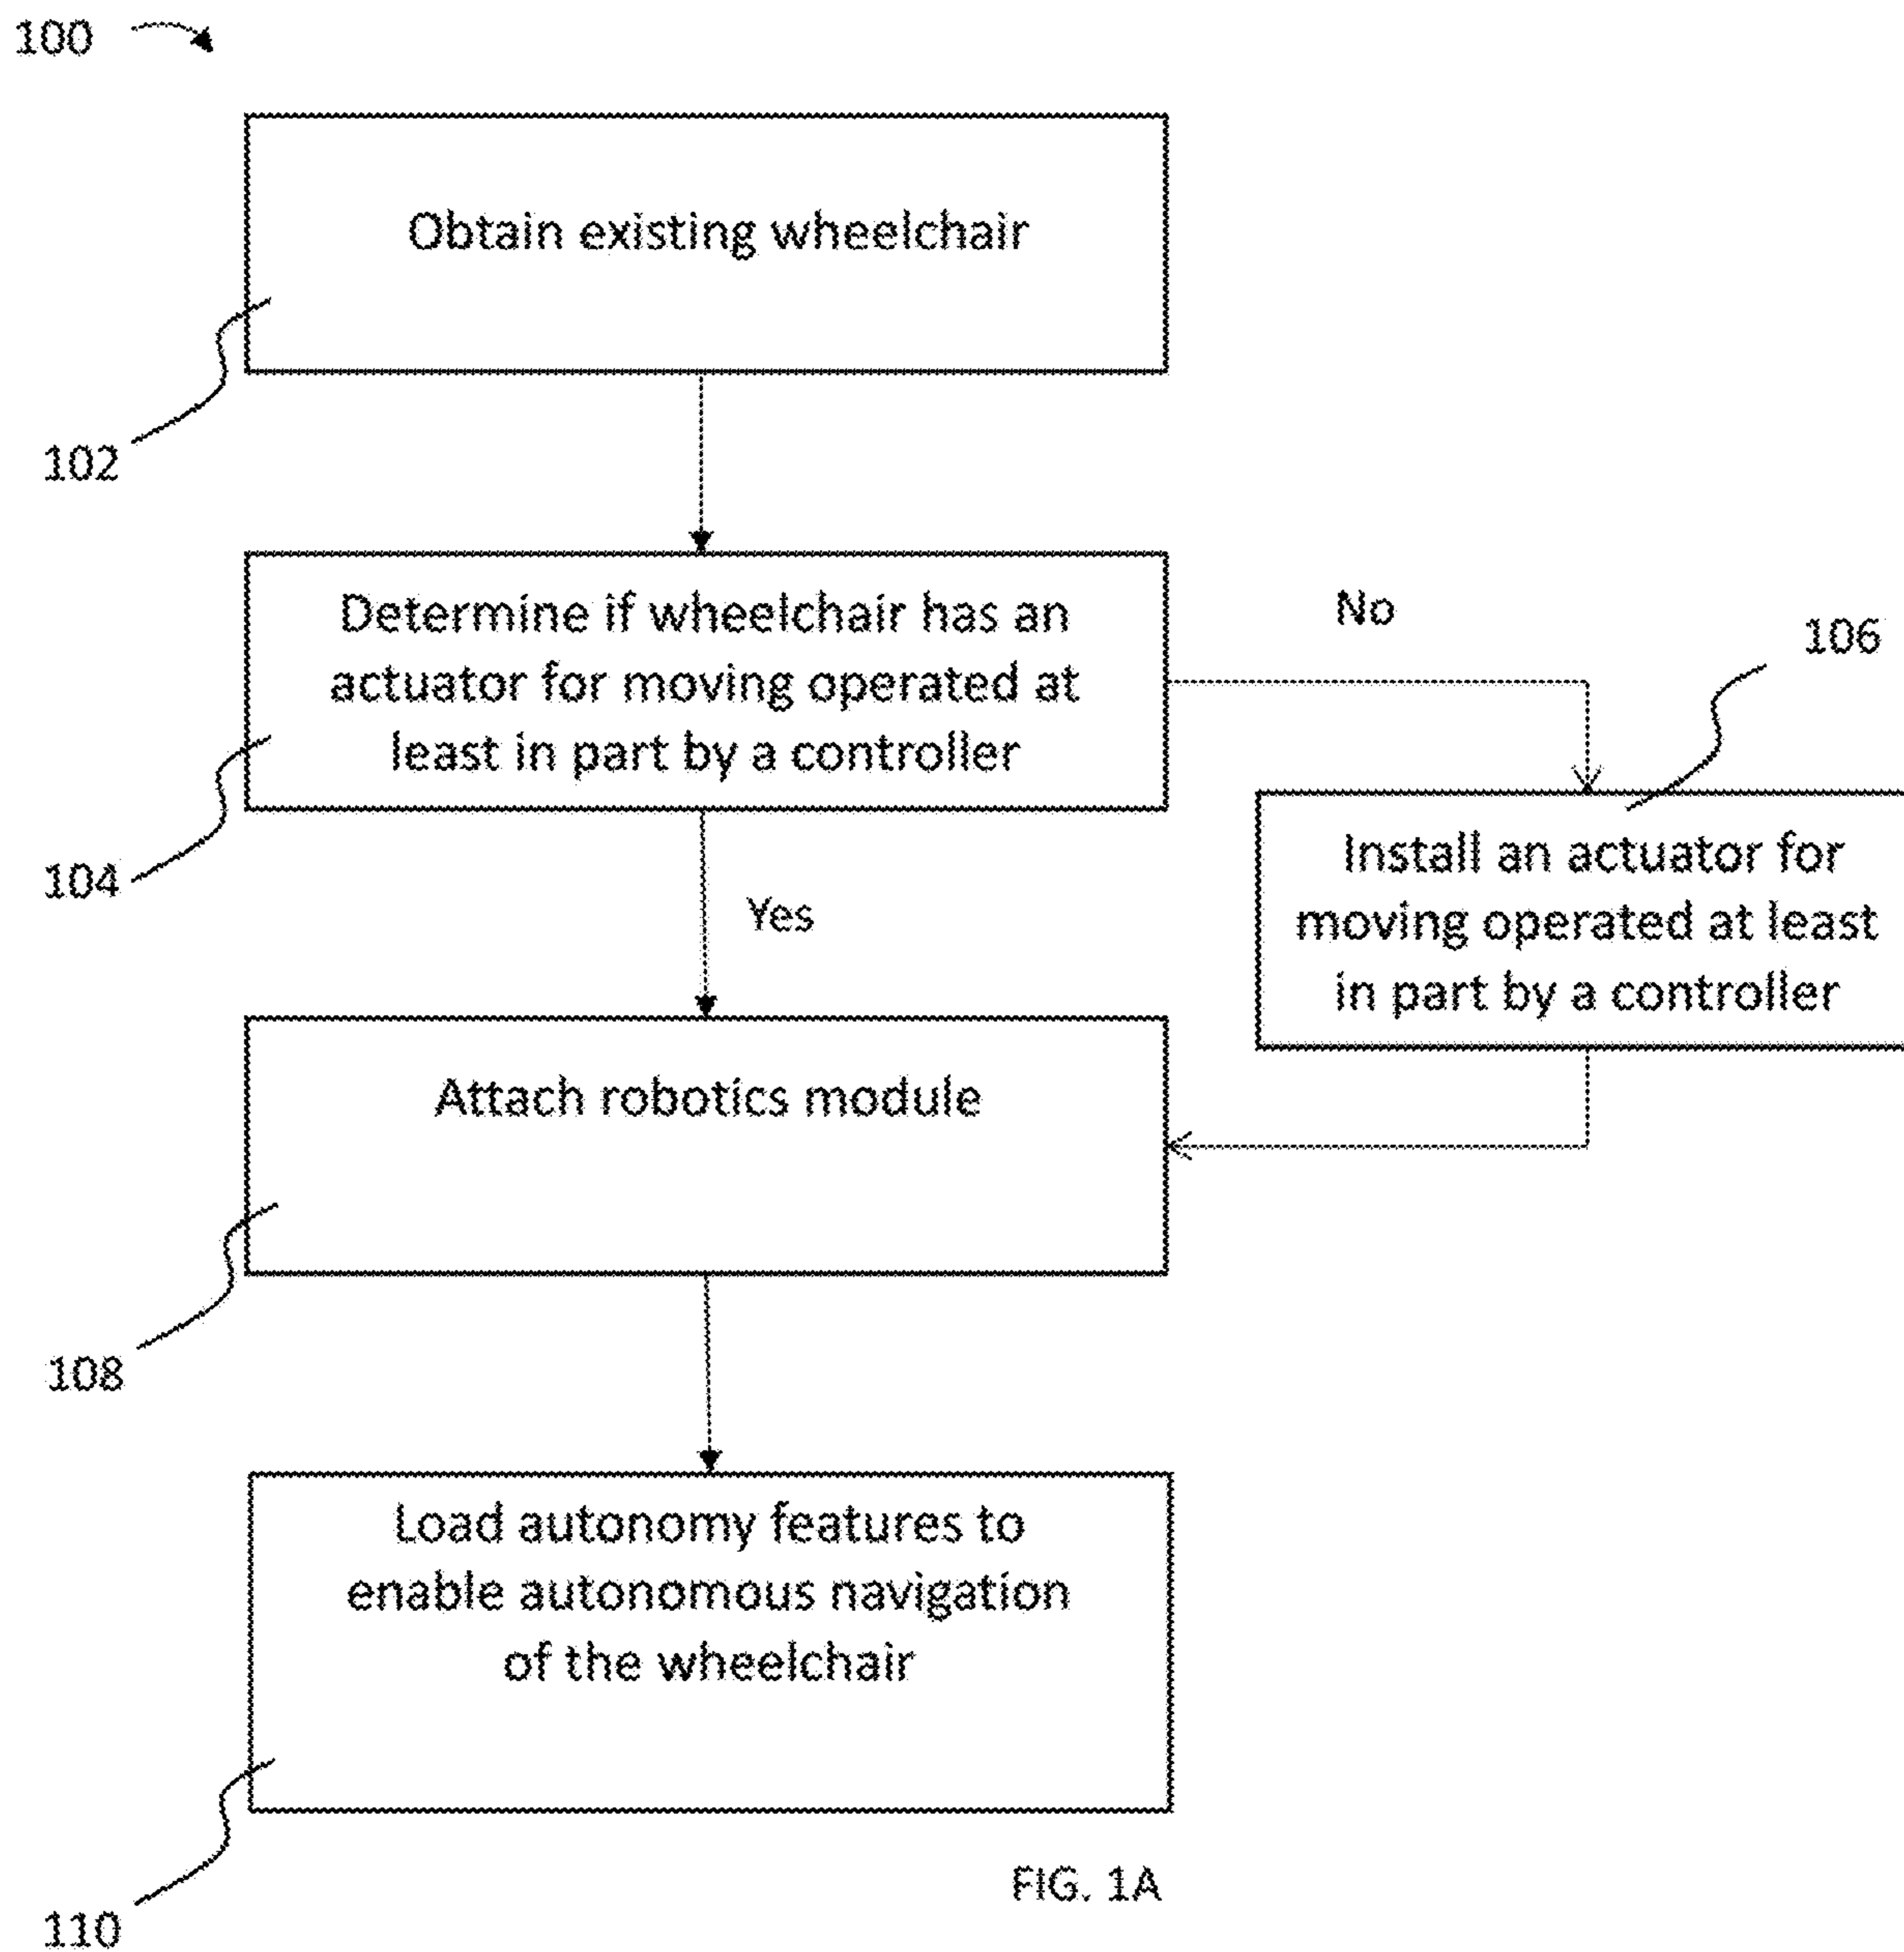 100
Obtain existing wheelchair
102
Determine if wheelchair has an
actuator for moving operated at
least in part by a controller
No
106
104
Yes
Install an actuator for
moving operated at least
in part by a controller
Attach robotics module
108
Load autonomy features to
enable autonomous navigation
of the wheelchair
FIG. 1A
110